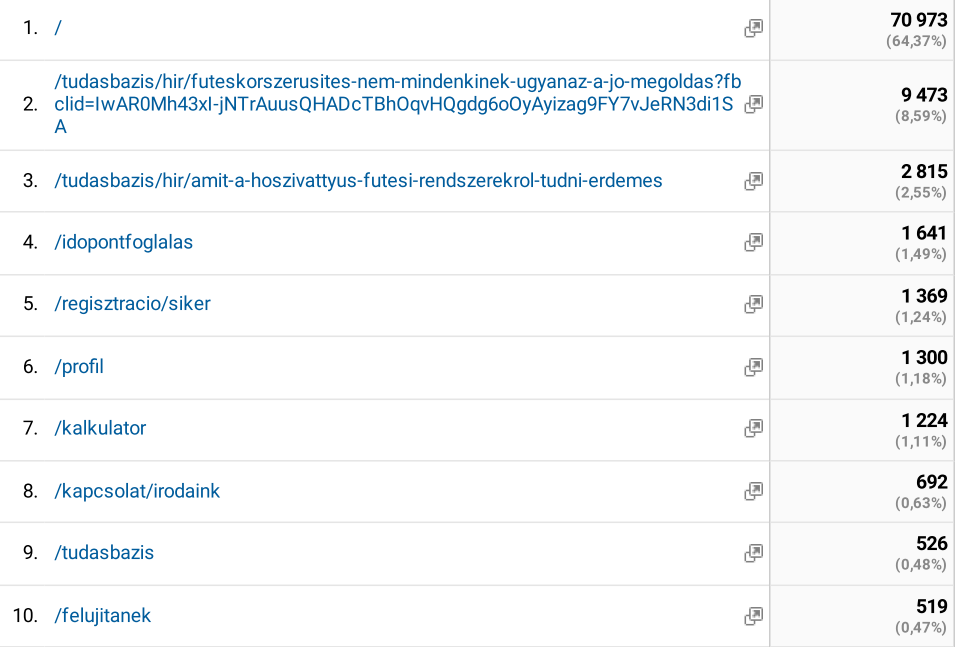 1. / 70 973
(64,37%)
/tudasbazis/hir/futeskorszerusites-nem-mindenkinek-ugyanaz-a-jo-megoldas?fb
2. clid=IwAR0Mh43xI-jNTrAuusQHADcTBhOqvHQgdg6oOyAyizag9FY7vJeRN3di1S 9 473
A (8,59%)
3. /tudasbazis/hir/amit-a-hoszivattyus-futesi-rendszerekrol-tudni-erdemes 2 815
(2,55%)
4. /idopontfoglalas 1 641
(1,49%)
5. /regisztracio/siker 1 369
(1,24%)
6. /profil 1 300
(1,18%)
7. /kalkulator 1 224
(1,11%)
8. /kapcsolat/irodaink 692
(0,63%)
9. /tudasbazis 526
(0,48%)
10. /felujitanek 519
(0,47%)